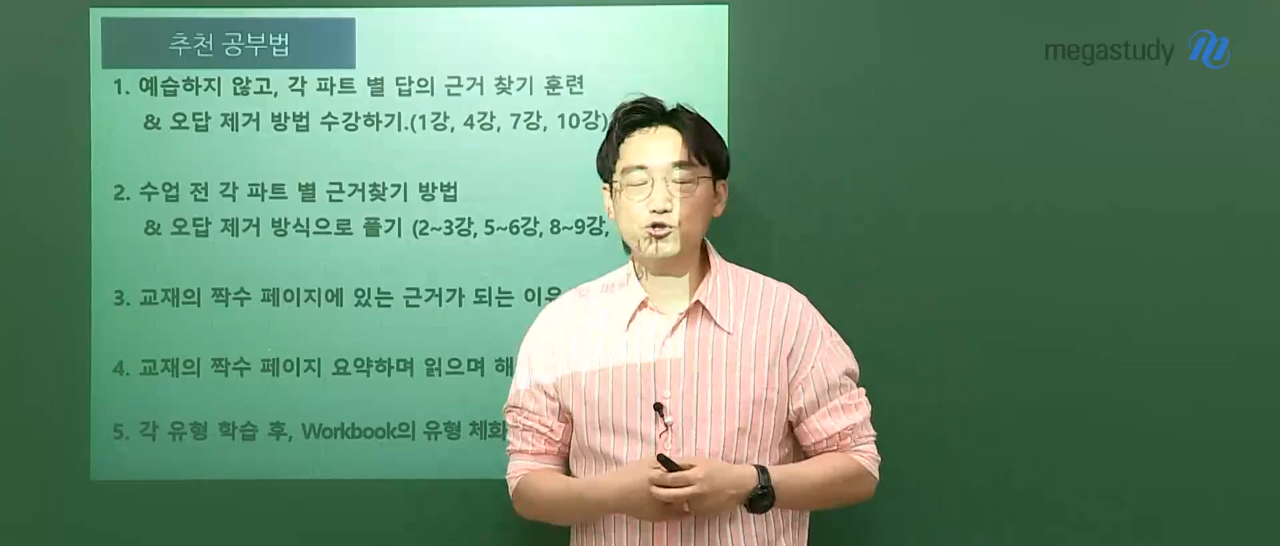 추천 공부법
megastudy
1. 예습하지 않고, 각 파트 별 답의 근거 찾기 훈련
& 오답 제거 방법 수강하기.(1강, 4강, 7강, 10강)
2. 수업 전 각 파트 별 근거찾기 방법
& 오답 제거 방식으로 풀기 (2~3강, 5~6강, 8~9강,
3. 교재의 짝수 페이지에 있는 근거가 되는
4. 교재의 짝수 페이지 요약하며 읽으며
5. 각 유형 학습 후, Workbook의 유형